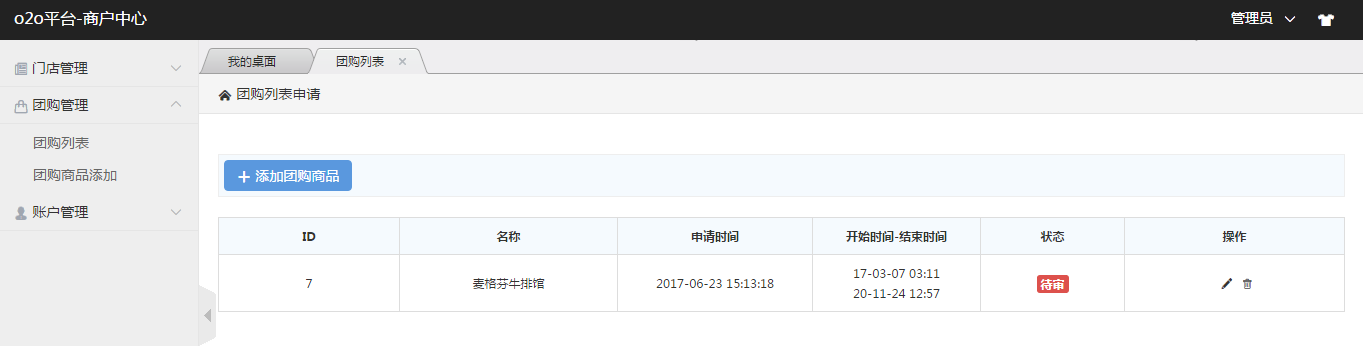 o2o平台-商户中心
管理员
门店管理
团购管理
团购列表
团购商品添加
账户管理
我的桌面
团购列表
团购列表申请
添加团购商品
ID 名称 申请时间 开始时间-结束时间 状态 操作
7 麦格芬牛排馆 2017-06-23 15:13:18 17-03-07 03:11 待审
20-11-24 12:57